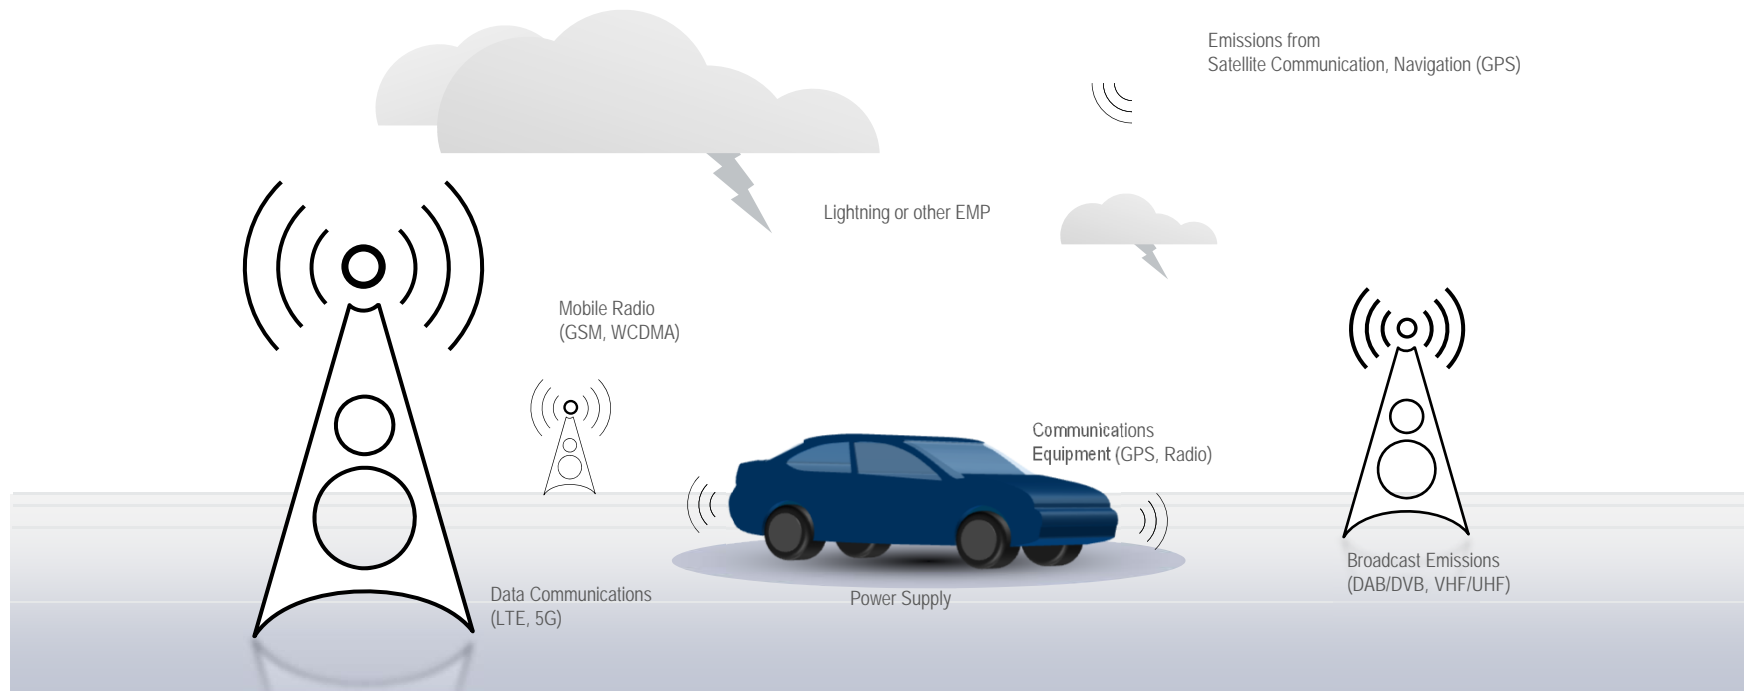 Emissions from
Satellite Communication, Navigation (GPS)
Lightning or other EMP
Mobile Radio
(GSM, WCDMA)
Communications
Equipment (GPS, Radio)
Broadcast Emissions
(DAB/DVB, VHF/UHF)
Data Communications
(LTE, 5G)
Power Supply